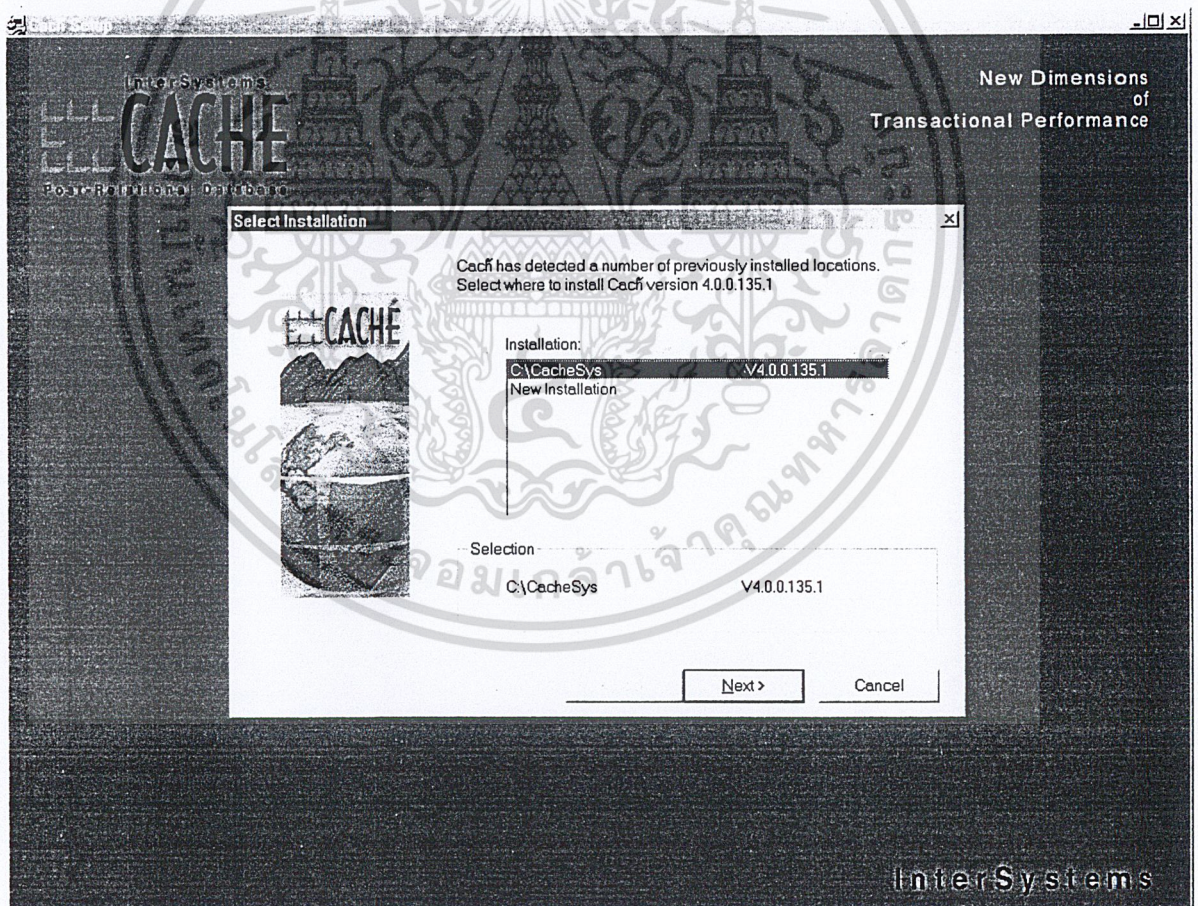 InterSystems
CACHÉ
Post-Relational Database
New Dimensions
of
Transactional Performance
Select Installation
Cacñ has detected a number of previously installed locations.
Select where to install Cacñ version 4.0.0.135.1
CACHÉ
Installation:
C:\CacheSys V4.0.0.135.1
New Installation
Selection
C:\CacheSys V4.0.0.135.1
Next >
Cancel
InterSystems